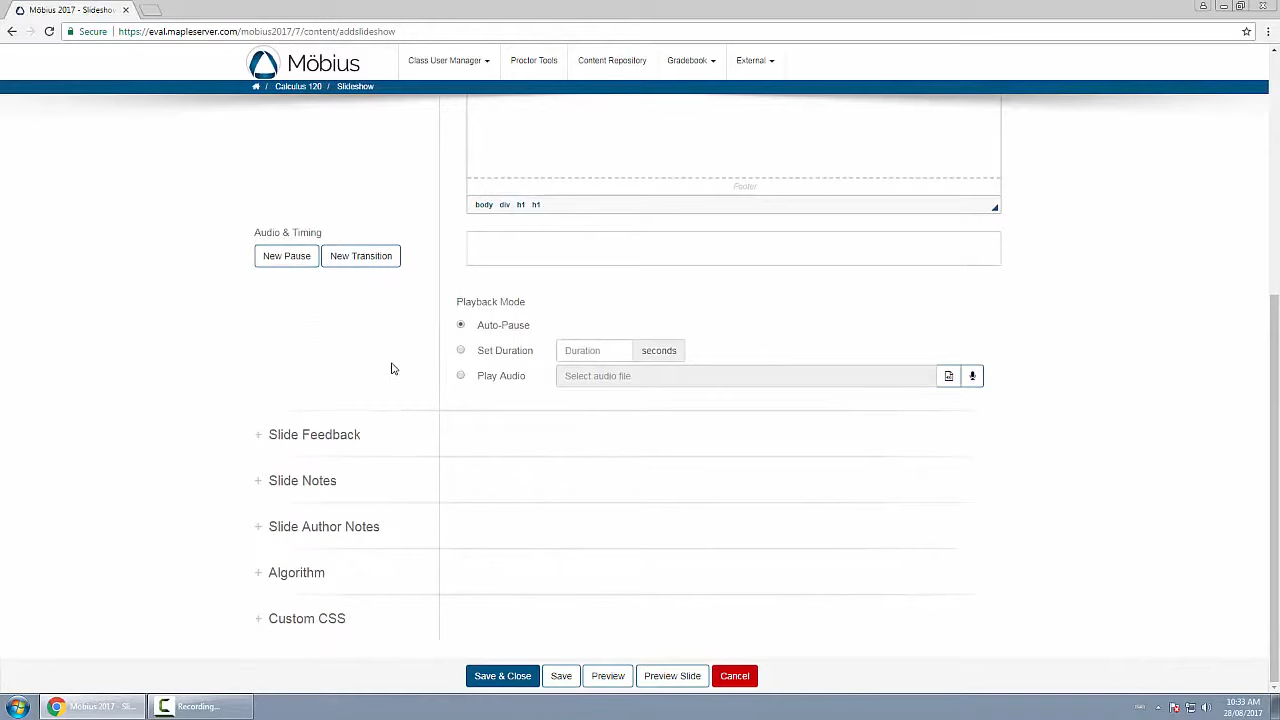 Möbius 2017 - Slideshow
Secure https://eval.mapleserver.com/mobius2017/7/content/addslideshow
Möbius Class User Manager Proctor Tools Content Repository Gradebook External
/ Calculus 120 / Slideshow
Footer
body div h1 h1
Audio & Timing
New Pause New Transition
Playback Mode
Auto-Pause
Set Duration Duration seconds
Play Audio Select audio file
+ Slide Feedback
+ Slide Notes
+ Slide Author Notes
+ Algorithm
+ Custom CSS
Save & Close Save Preview Preview Slide Cancel
Möbius 2017 - Sli... Recording... 10:33 AM
28/08/2017